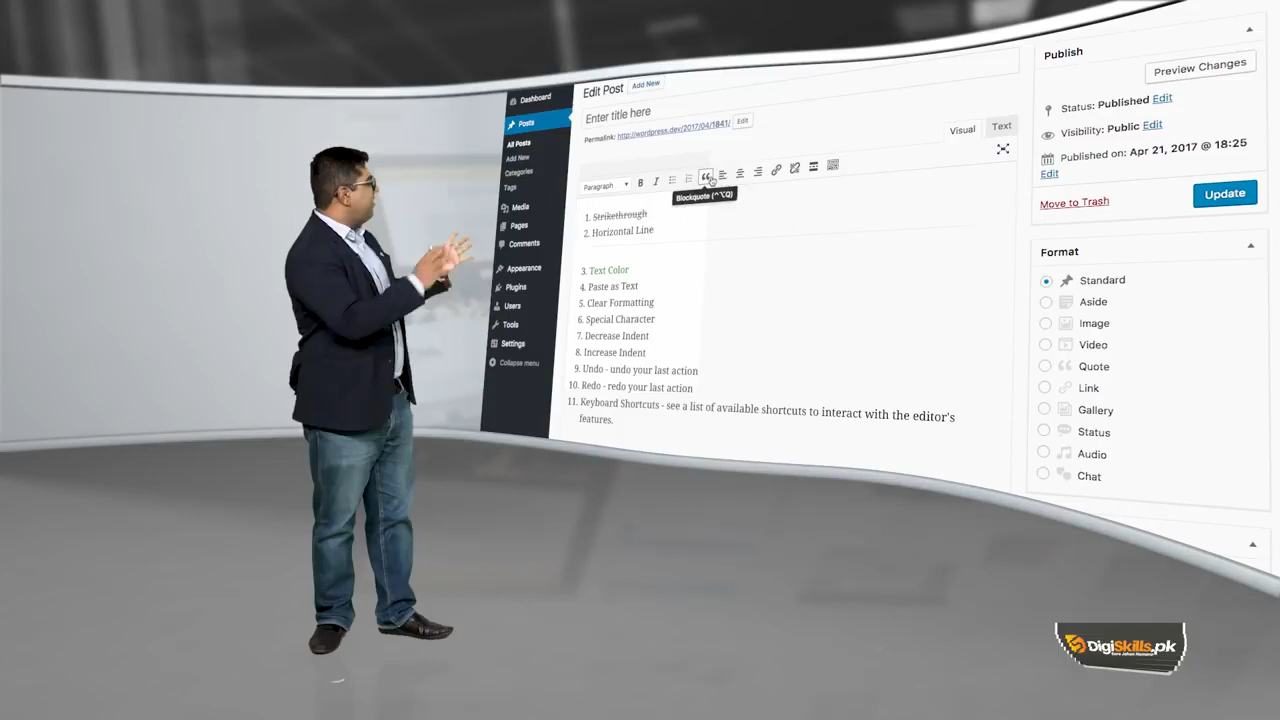 Dashboard
Posts
All Posts
Add New
Categories
Tags
Media
Pages
Comments
Appearance
Plugins
Users
Tools
Settings
Collapse menu
Edit Post Add New
Enter title here
Permalink: http://wordpress.dev/2017/04/1841/ Edit
Visual Text
Paragraph B I
Blockquote (^⌥Q)
1. Strikethrough
2. Horizontal Line
3. Text Color
4. Paste as Text
5. Clear Formatting
6. Special Character
7. Decrease Indent
8. Increase Indent
9. Undo - undo your last action
10. Redo - redo your last action
11. Keyboard Shortcuts - see a list of available shortcuts to interact with the editor's
features.
Publish
Preview Changes
Status: Published Edit
Visibility: Public Edit
Published on: Apr 21, 2017 @ 18:25
Edit
Move to Trash Update
Format
Standard
Aside
Image
Video
Quote
Link
Gallery
Status
Audio
Chat
DigiSkills.pk